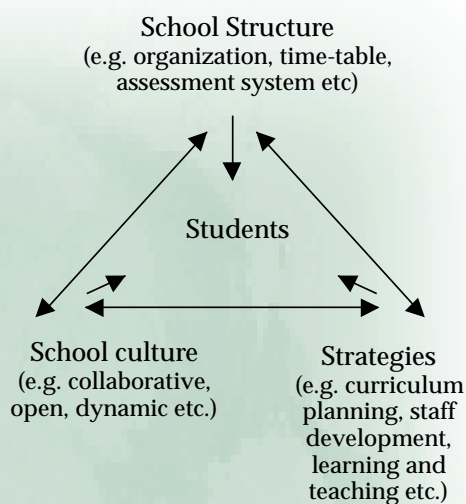 School Structure
(e.g. organization, time-table,
assessment system etc)
Students
School culture
(e.g. collaborative,
open, dynamic etc.)
Strategies
(e.g. curriculum
planning, staff
development,
learning and
teaching etc.)